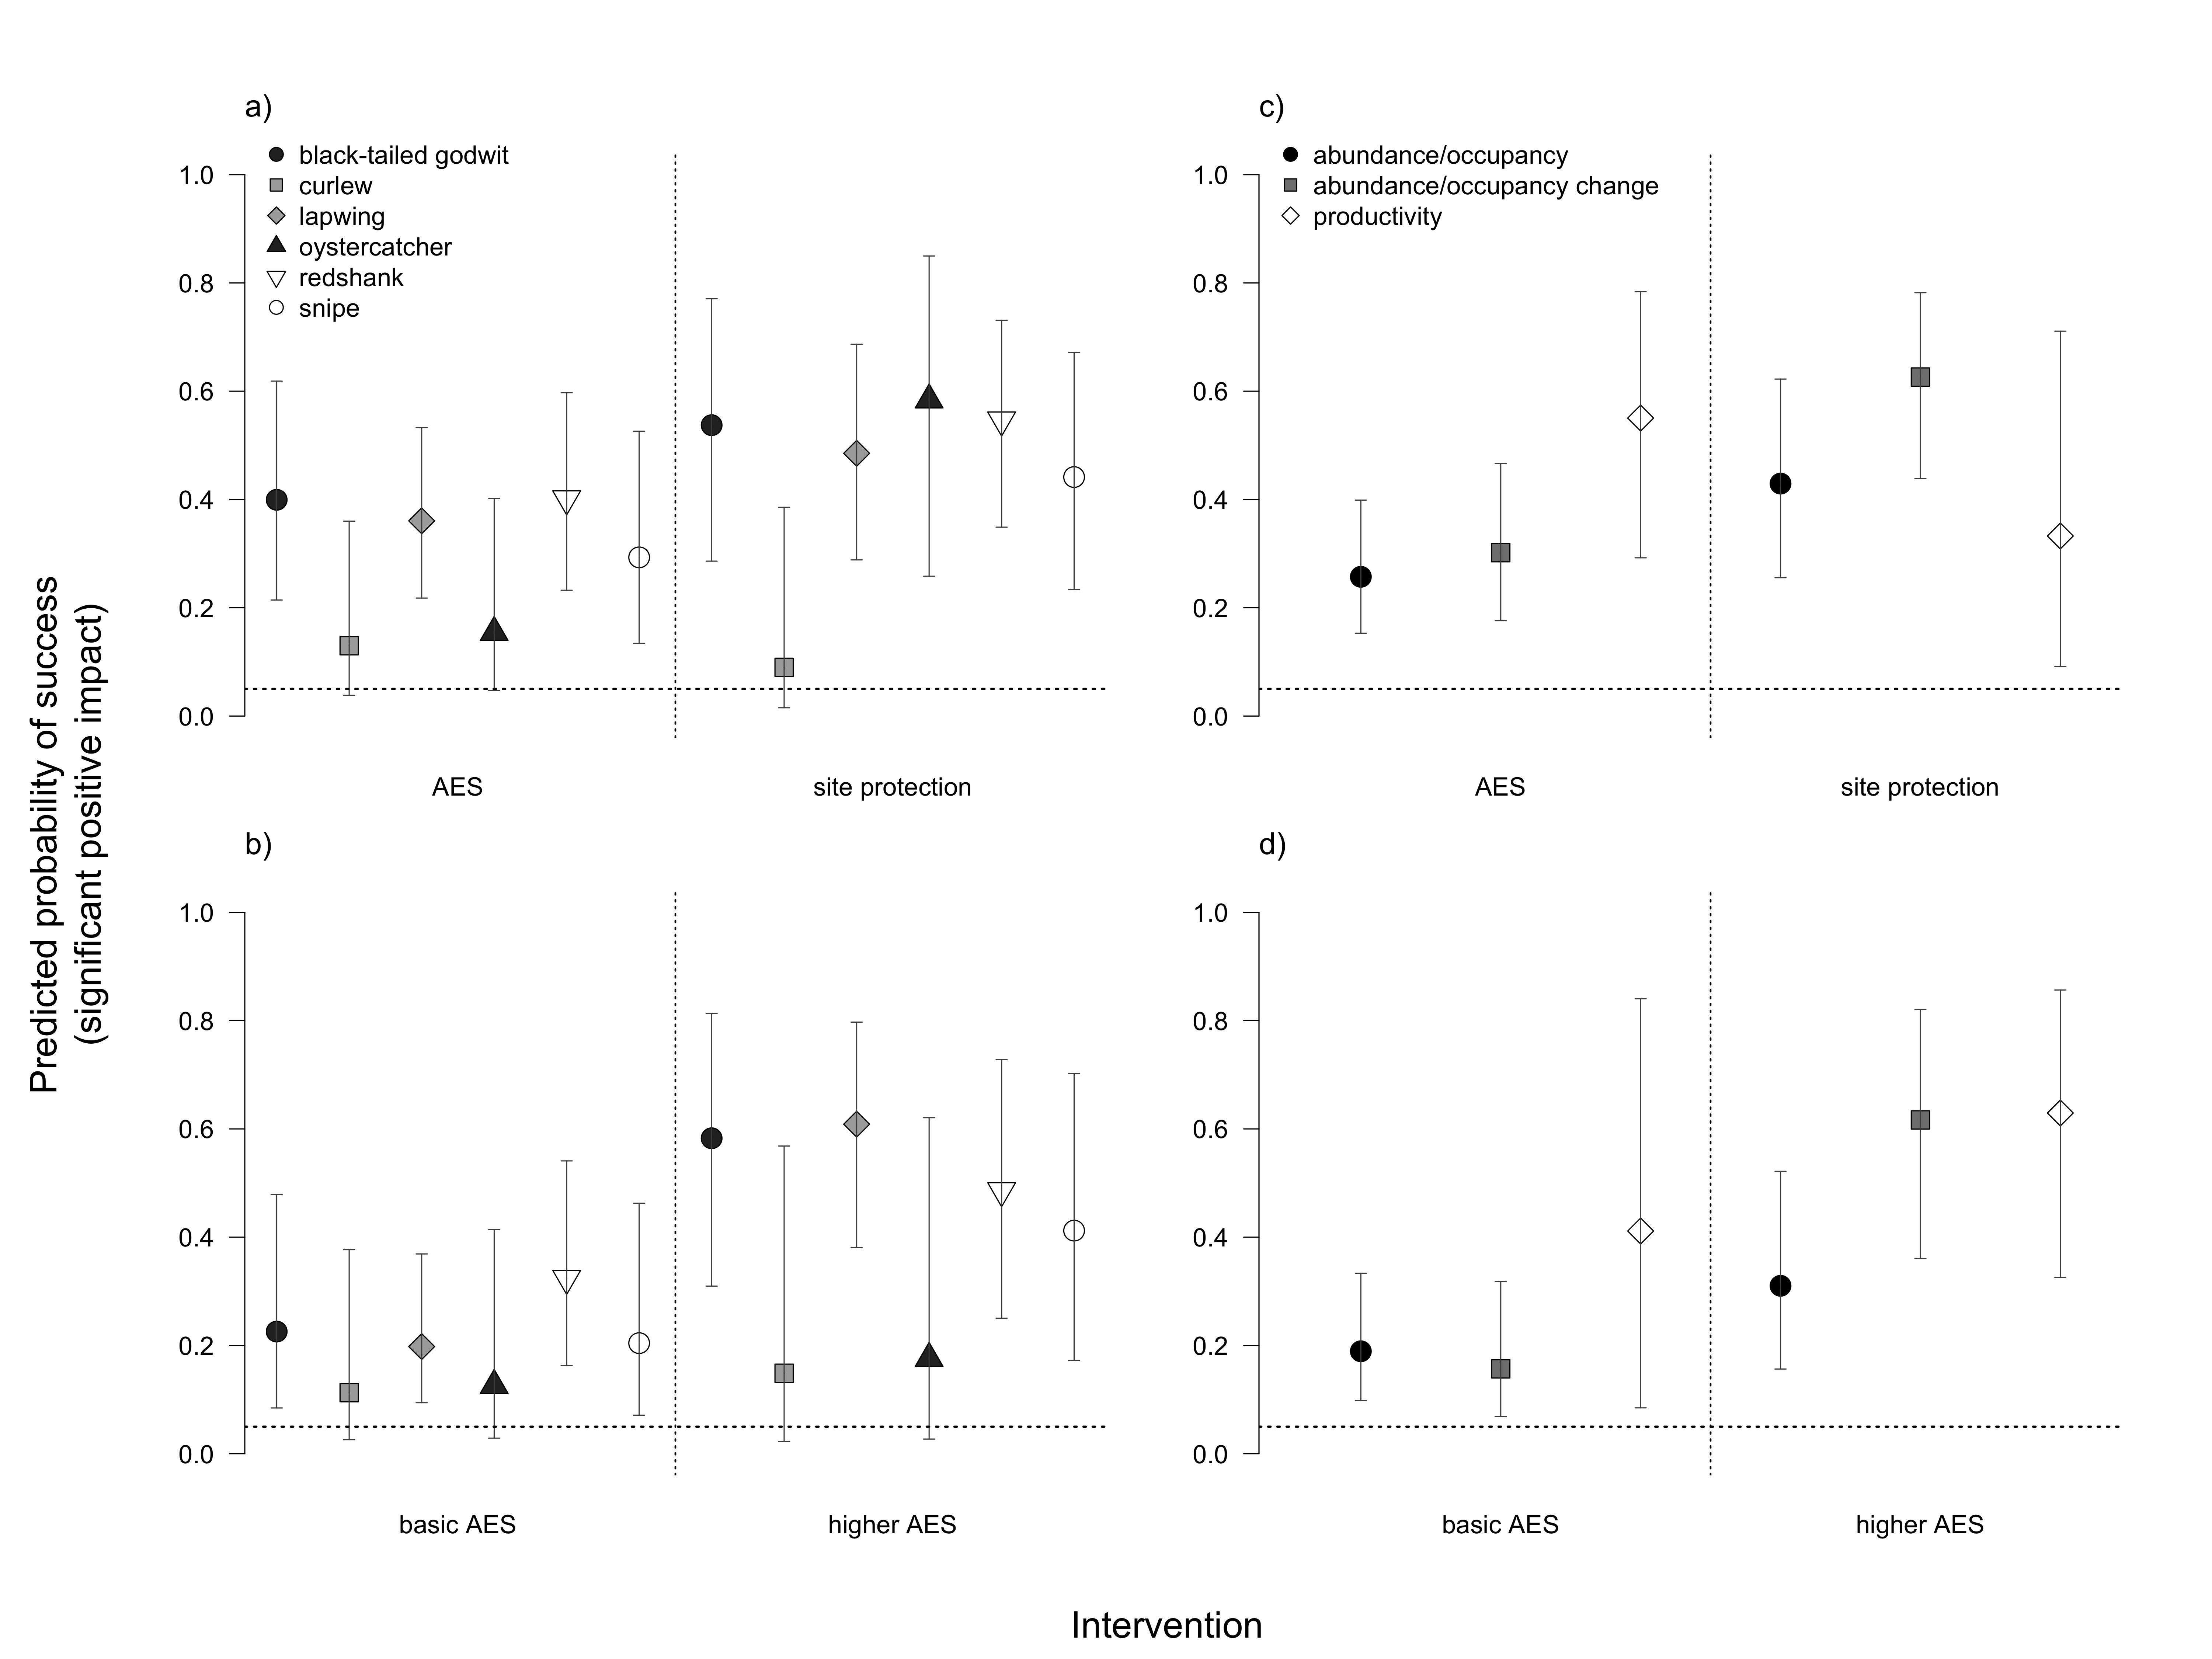 Predicted probability of success
(significant positive impact)
a)
black-tailed godwit
curlew
lapwing
oystercatcher
redshank
snipe
1.0
0.8
0.6
0.4
0.2
0.0
AES site protection
c)
abundance/occupancy
abundance/occupancy change
productivity
1.0
0.8
0.6
0.4
0.2
0.0
AES site protection
b)
1.0
0.8
0.6
0.4
0.2
0.0
basic AES higher AES
d)
1.0
0.8
0.6
0.4
0.2
0.0
basic AES higher AES
Intervention